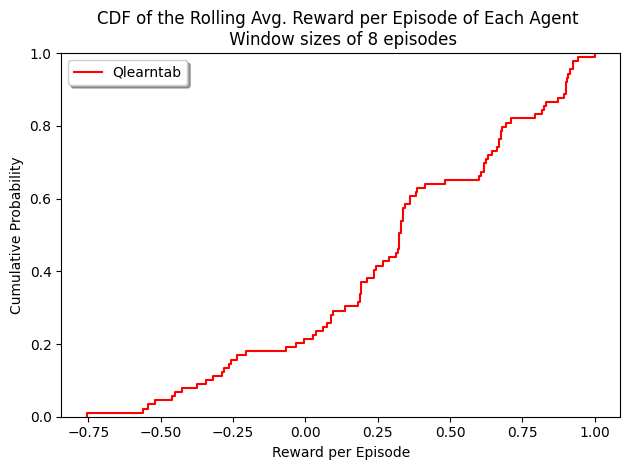 CDF of the Rolling Avg. Reward per Episode of Each Agent
Window sizes of 8 episodes
Qlearntab
Cumulative Probability
1.0
0.8
0.6
0.4
0.2
0.0
−0.75 −0.50 −0.25 0.00 0.25 0.50 0.75 1.00
Reward per Episode